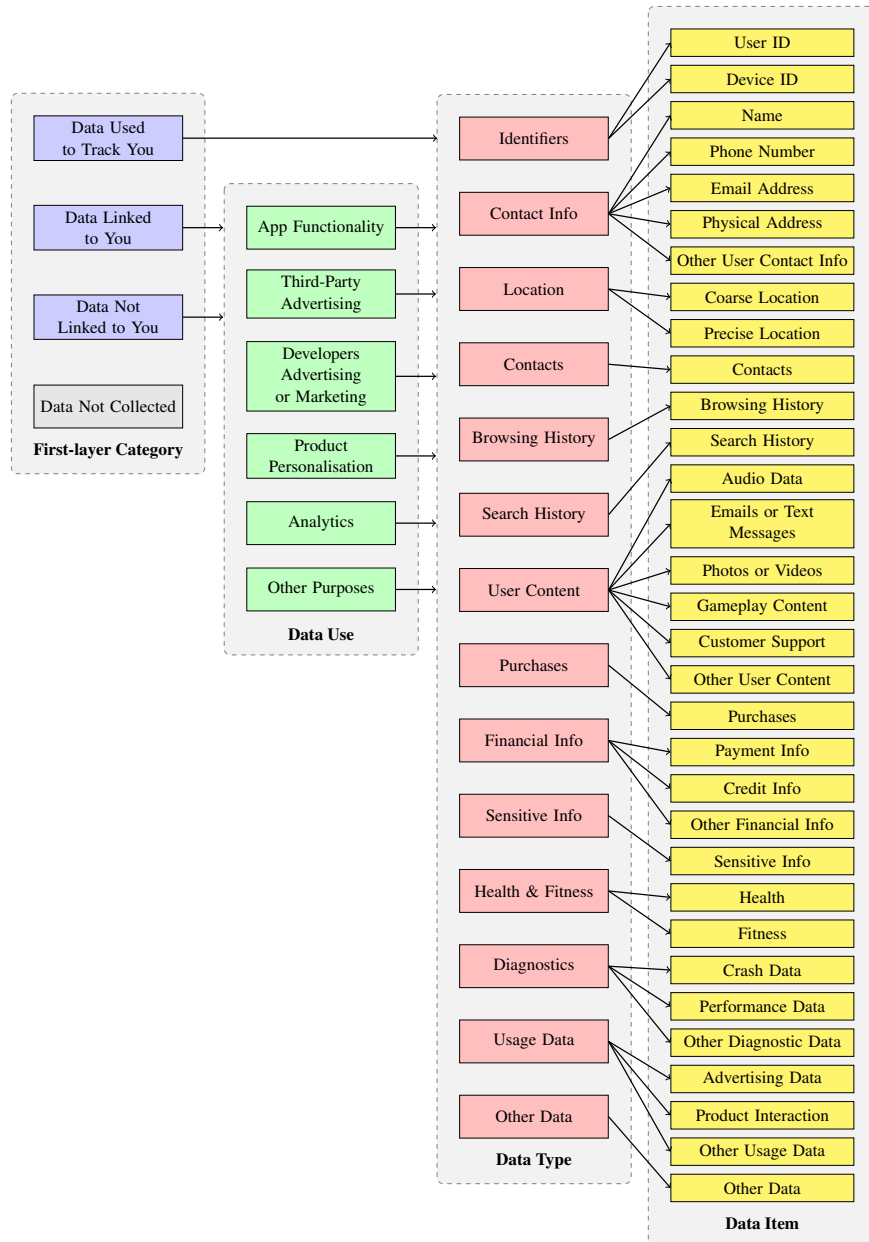 Data Used
to Track You
Data Linked
to You
Data Not
Linked to You
Data Not Collected
First-layer Category
App Functionality
Third-Party
Advertising
Developers
Advertising
or Marketing
Product
Personalisation
Analytics
Other Purposes
Data Use
Identifiers
Contact Info
Location
Contacts
Browsing History
Search History
User Content
Purchases
Financial Info
Sensitive Info
Health & Fitness
Diagnostics
Usage Data
Other Data
Data Type
User ID
Device ID
Name
Phone Number
Email Address
Physical Address
Other User Contact Info
Coarse Location
Precise Location
Contacts
Browsing History
Search History
Audio Data
Emails or Text
Messages
Photos or Videos
Gameplay Content
Customer Support
Other User Content
Purchases
Payment Info
Credit Info
Other Financial Info
Sensitive Info
Health
Fitness
Crash Data
Performance Data
Other Diagnostic Data
Advertising Data
Product Interaction
Other Usage Data
Other Data
Data Item